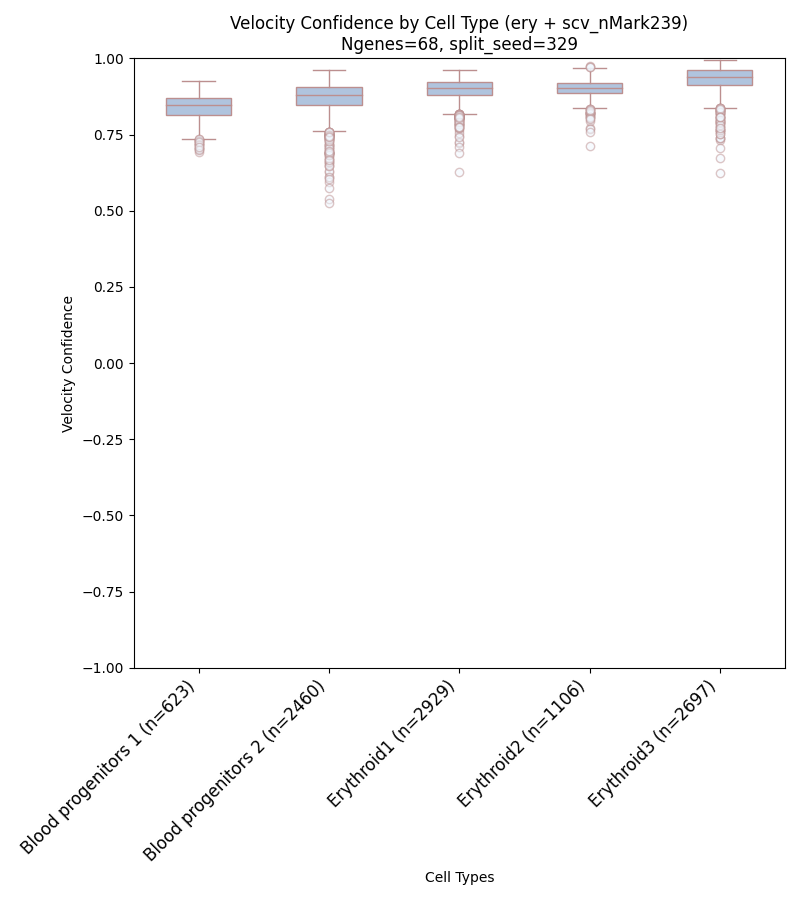 Velocity Confidence by Cell Type (ery + scv_nMark239)
Ngenes=68, split_seed=329
1.00
0.75
0.50
0.25
0.00
−0.25
−0.50
−0.75
−1.00
Velocity Confidence
Blood progenitors 1 (n=623)
Blood progenitors 2 (n=2460)
Erythroid1 (n=2929)
Erythroid2 (n=1106)
Erythroid3 (n=2697)
Cell Types